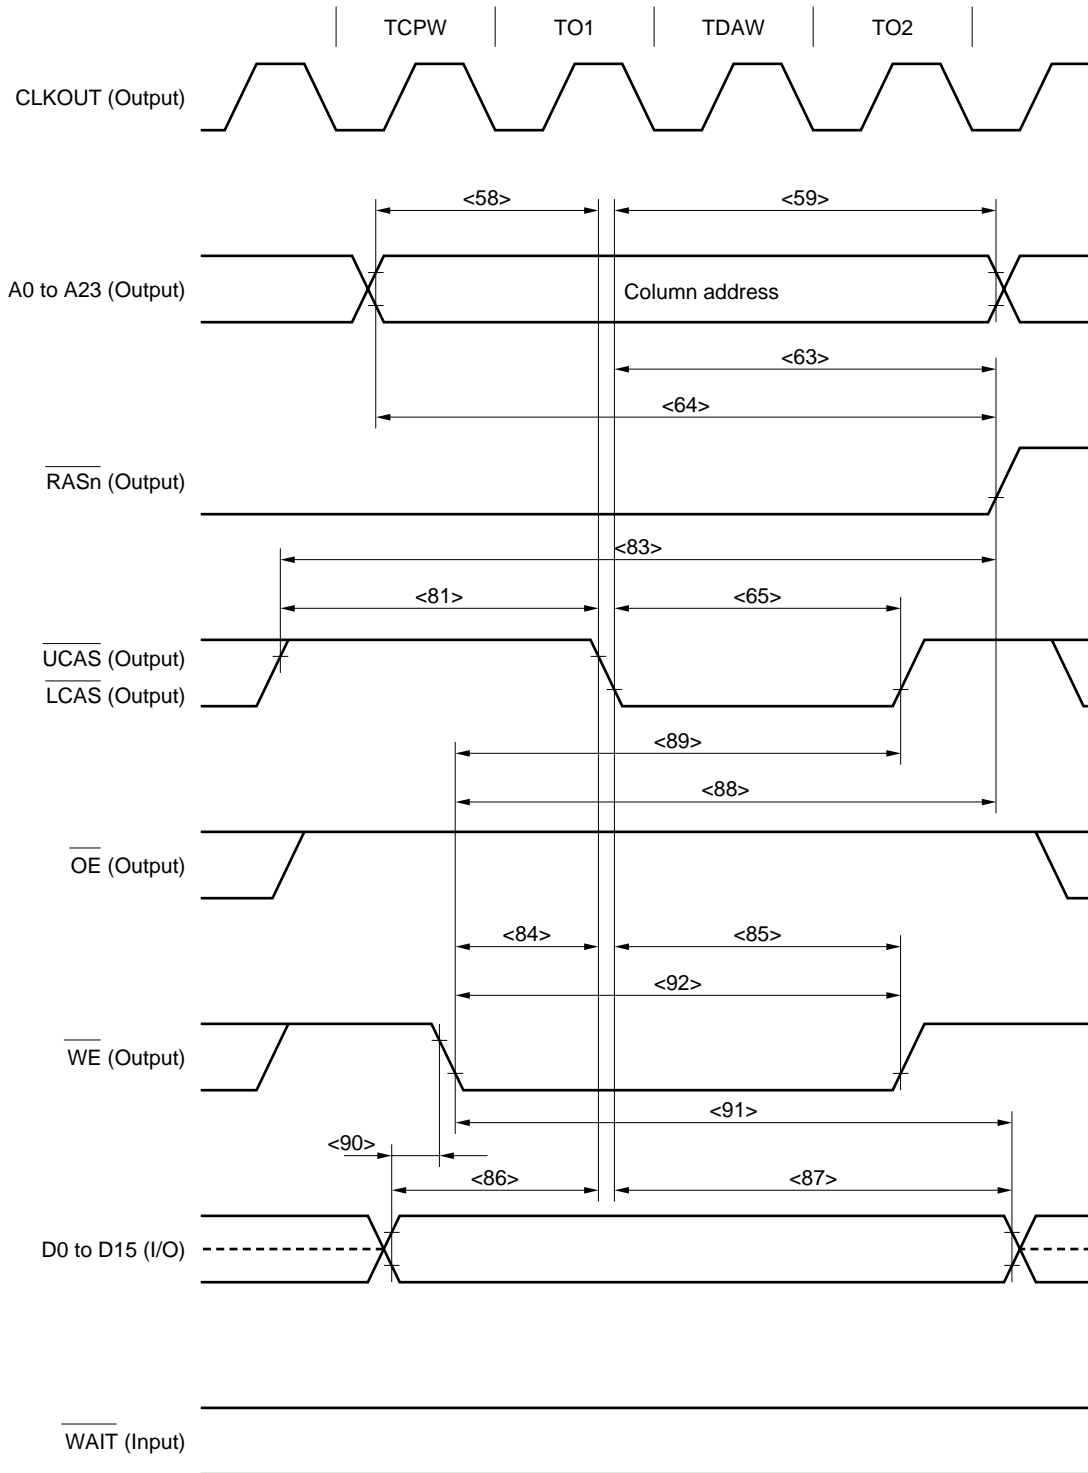 TCPW TO1 TDAW TO2
CLKOUT (Output)
<58> <59>
A0 to A23 (Output)
Column address
<63>
<64>
RASn (Output)
<83>
<81> <65>
UCAS (Output)
LCAS (Output)
<89>
<88>
OE (Output)
<84> <85>
<92>
WE (Output)
<91>
<90>
<86> <87>
D0 to D15 (I/O)
WAIT (Input)